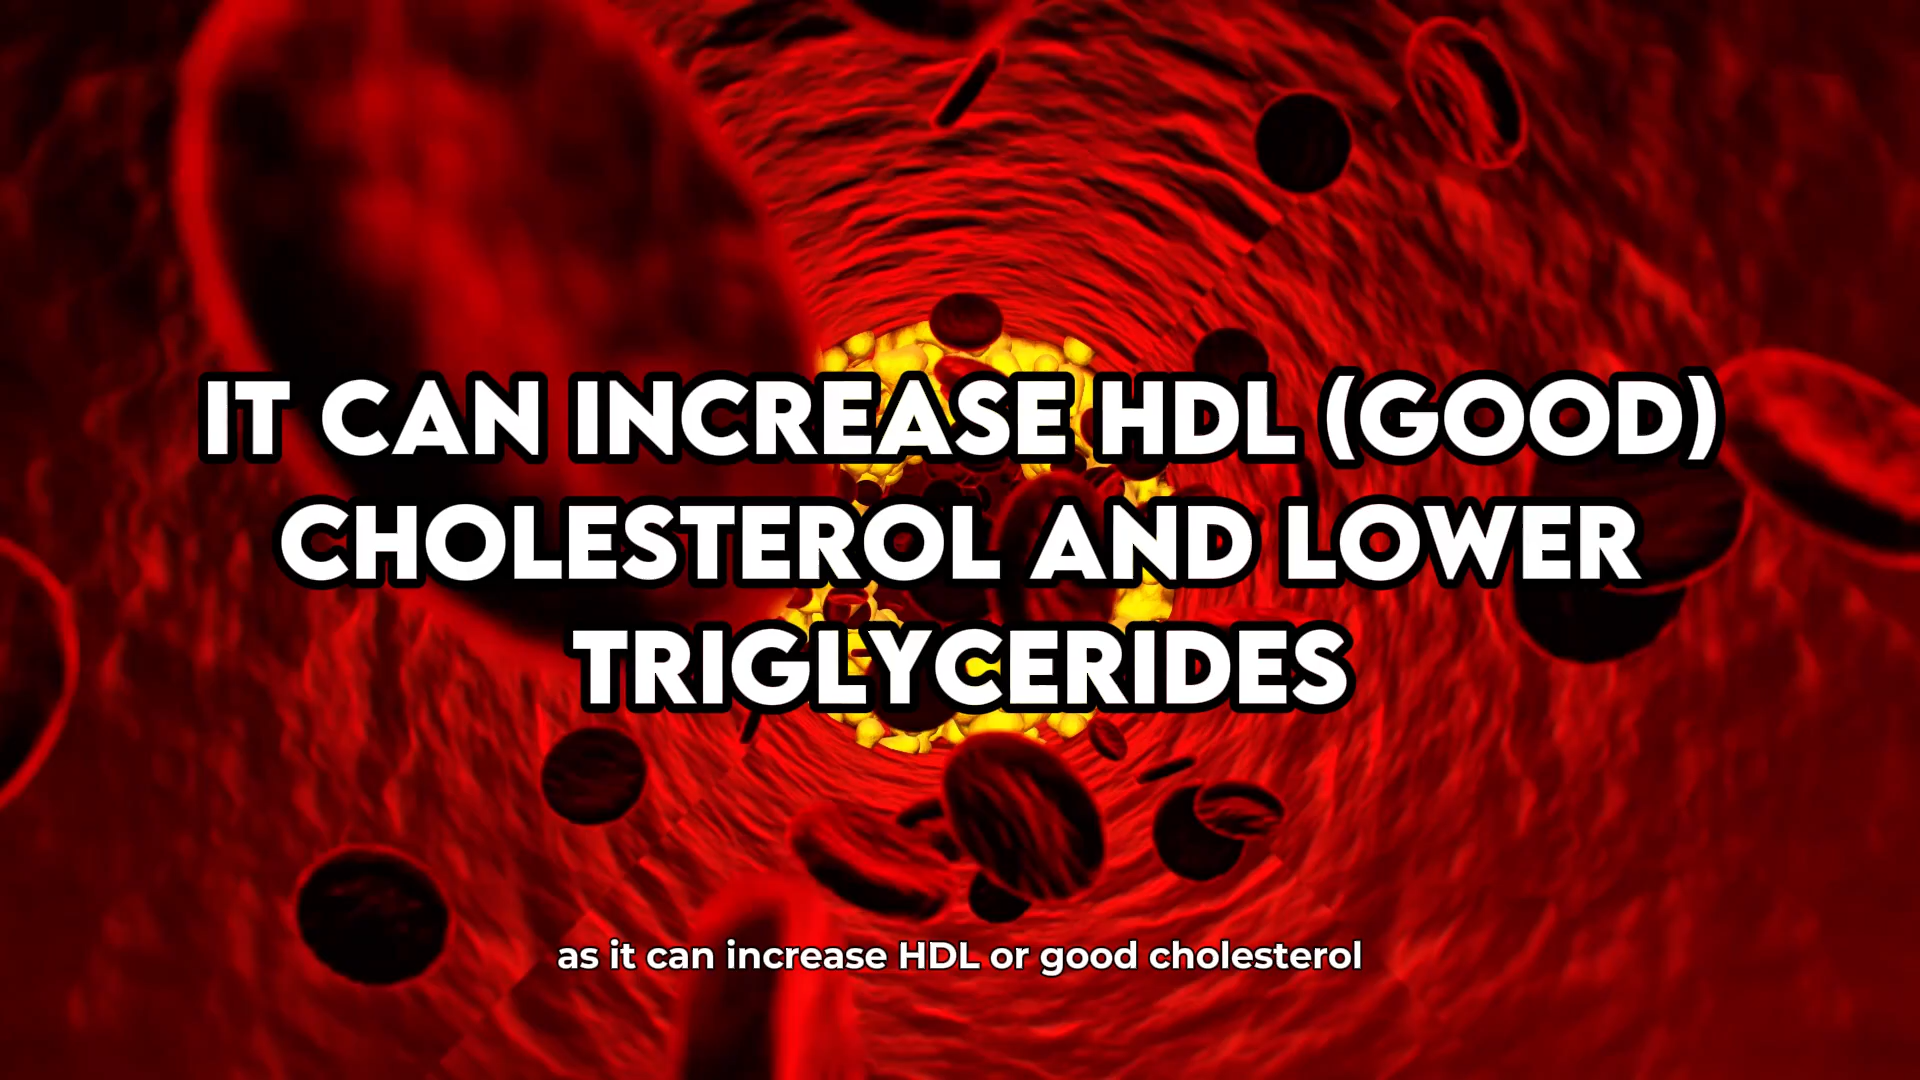 IT CAN INCREASE HDL (GOOD)
CHOLESTEROL AND LOWER
TRIGLYCERIDES
as it can increase HDL or good cholesterol